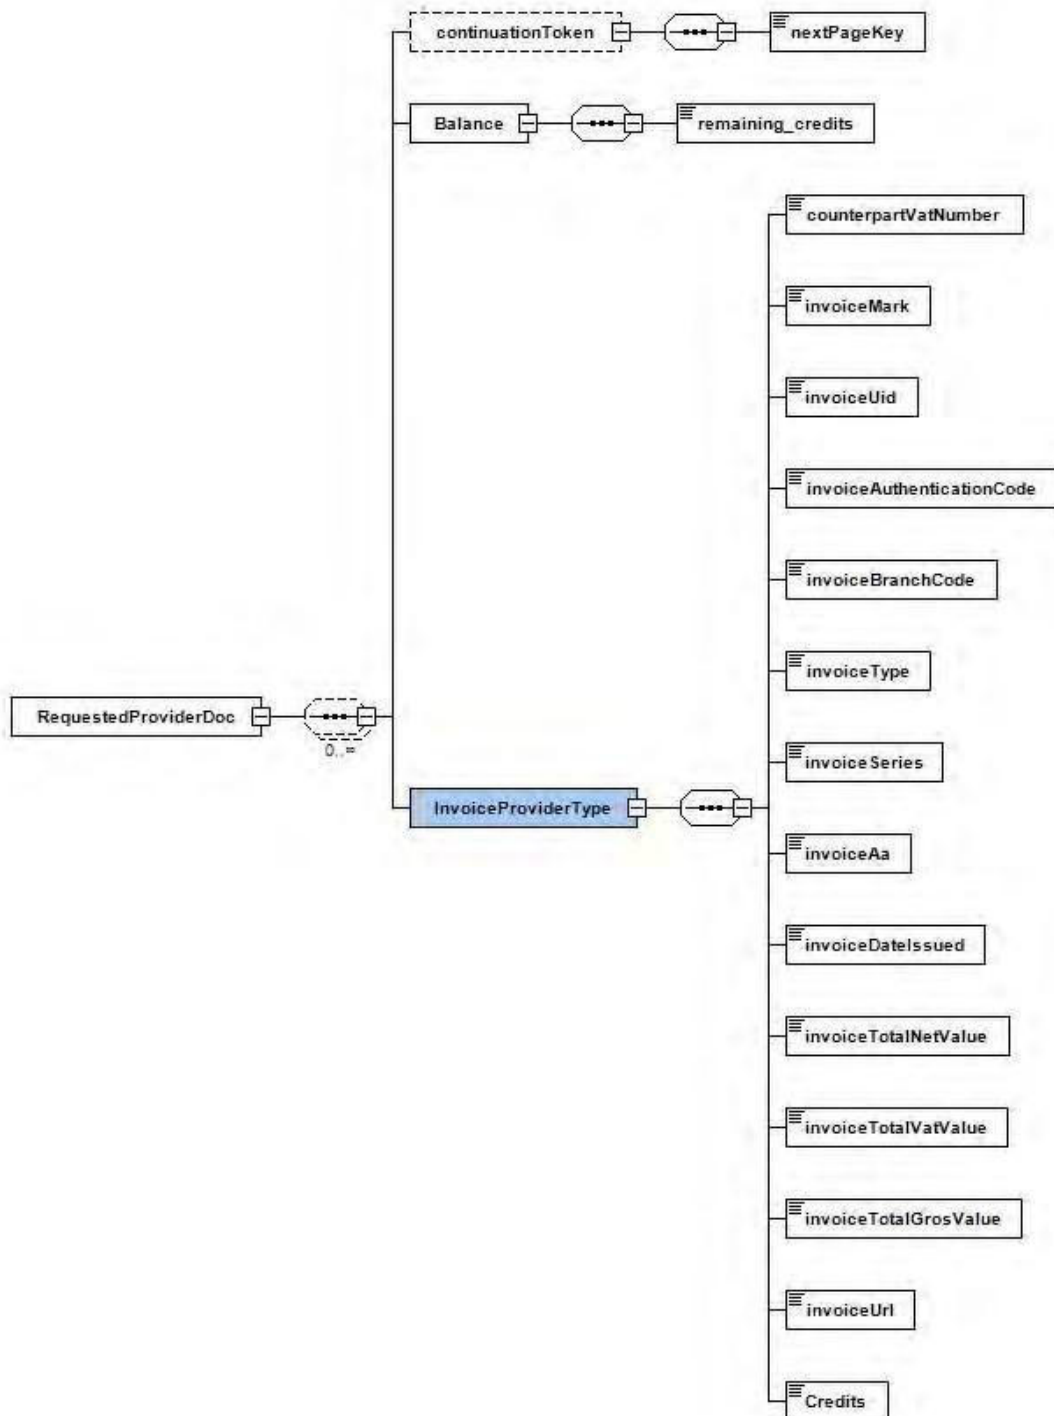 continuationToken
nextPageKey
Balance
remaining_credits
counterpartVatNumber
invoiceMark
invoiceUid
invoiceAuthenticationCode
invoiceBranchCode
invoiceType
RequestedProviderDoc
0..∞
invoiceSeries
InvoiceProviderType
invoiceAa
invoiceDateIssued
invoiceTotalNetValue
invoiceTotalVatValue
invoiceTotalGrosValue
invoiceUrl
Credits